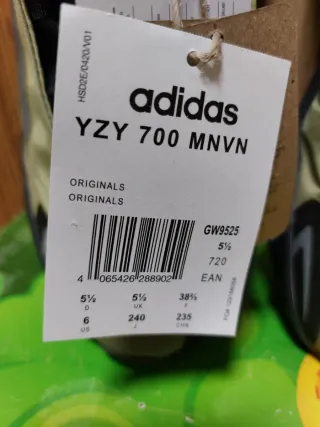 HSD2E/0420/V01
adidas
YZY 700 MNVN
ORIGINALS
ORIGINALS
GW9525
5½
720
EAN
4 065426 288902
5½ 5½ 38⅔
D UK F
6 240 235
US J CHN